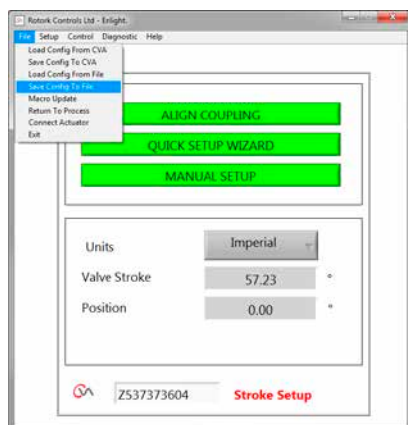 Rotork Controls Ltd - Enlight.
File Setup Control Diagnostic Help
Load Config From CVA
Save Config To CVA
Load Config From File
Save Config To File
Macro Update
Return To Process
Connect Actuator
Exit
ALIGN COUPLING
QUICK SETUP WIZARD
MANUAL SETUP
Units Imperial
Valve Stroke 57.23 °
Position 0.00 °
Z537373604 Stroke Setup